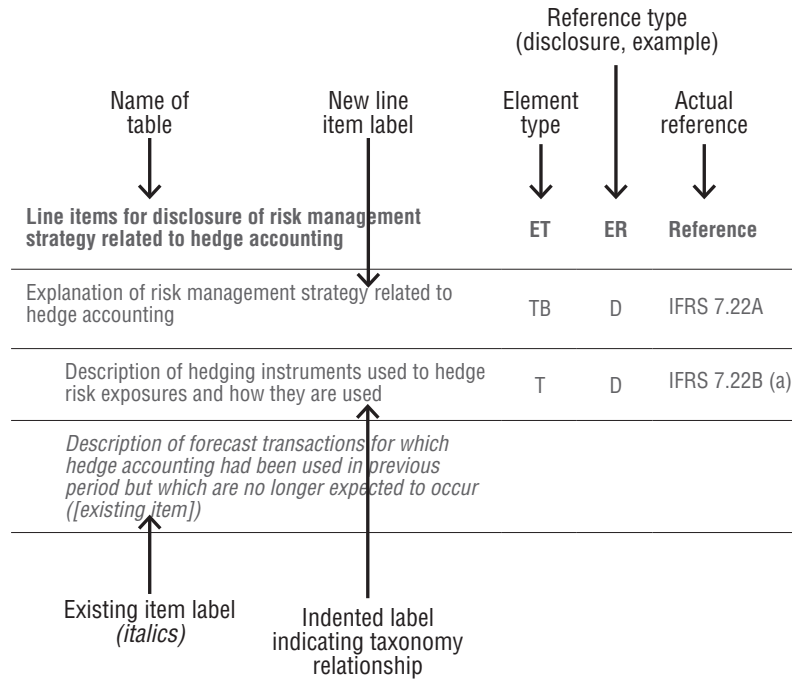 Reference type
(disclosure, example)
Name of
table
New line
item label
Element
type
Actual
reference
Line items for disclosure of risk management
strategy related to hedge accounting
ET
ER
Reference
Explanation of risk management strategy related to
hedge accounting
TB
D
IFRS 7.22A
Description of hedging instruments used to hedge
risk exposures and how they are used
T
D
IFRS 7.22B (a)
Description of forecast transactions for which
hedge accounting had been used in previous
period but which are no longer expected to occur
([existing item])
Existing item label
(italics)
Indented label
indicating taxonomy
relationship